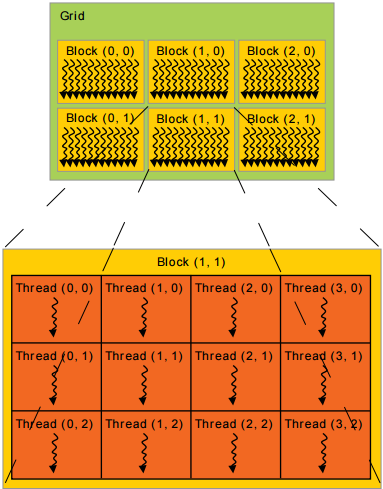 Grid
Block (0, 0) Block (1, 0) Block (2, 0)
Block (0, 1) Block (1, 1) Block (2, 1)
Block (1, 1)
Thread (0, 0) Thread (1, 0) Thread (2, 0) Thread (3, 0)
Thread (0, 1) Thread (1, 1) Thread (2, 1) Thread (3, 1)
Thread (0, 2) Thread (1, 2) Thread (2, 2) Thread (3, 2)